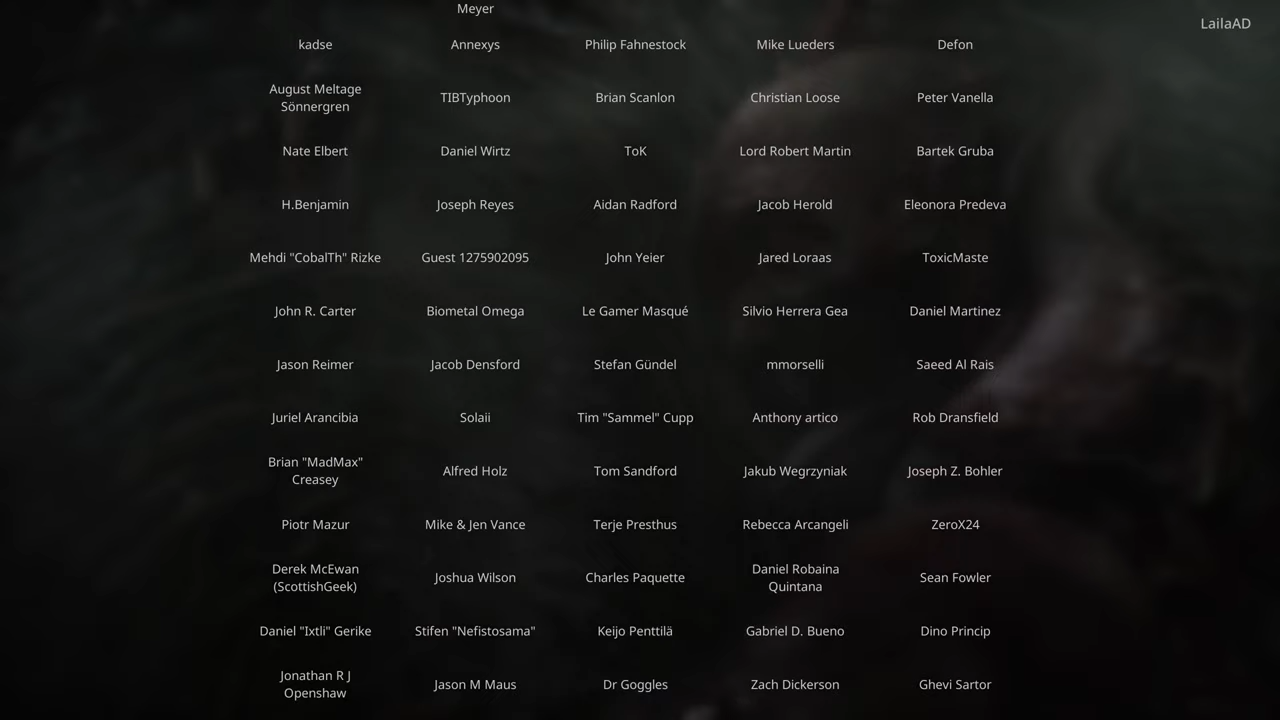 Meyer
LailaAD
kadse
Annexys
Philip Fahnestock
Mike Lueders
Defon
August Meltage
Sönnergren
TIBTyphoon
Brian Scanlon
Christian Loose
Peter Vanella
Nate Elbert
Daniel Wirtz
ToK
Lord Robert Martin
Bartek Gruba
H.Benjamin
Joseph Reyes
Aidan Radford
Jacob Herold
Eleonora Predeva
Mehdi "CobalTh" Rizke
Guest 1275902095
John Yeier
Jared Loraas
ToxicMaste
John R. Carter
Biometal Omega
Le Gamer Masqué
Silvio Herrera Gea
Daniel Martinez
Jason Reimer
Jacob Densford
Stefan Gündel
mmorselli
Saeed Al Rais
Juriel Arancibia
Solaii
Tim "Sammel" Cupp
Anthony artico
Rob Dransfield
Brian "MadMax"
Creasey
Alfred Holz
Tom Sandford
Jakub Wegrzyniak
Joseph Z. Bohler
Piotr Mazur
Mike & Jen Vance
Terje Presthus
Rebecca Arcangeli
ZeroX24
Derek McEwan
(ScottishGeek)
Joshua Wilson
Charles Paquette
Daniel Robaina
Quintana
Sean Fowler
Daniel "Ixtli" Gerike
Stifen "Nefistosama"
Keijo Penttilä
Gabriel D. Bueno
Dino Princip
Jonathan R J
Openshaw
Jason M Maus
Dr Goggles
Zach Dickerson
Ghevi Sartor